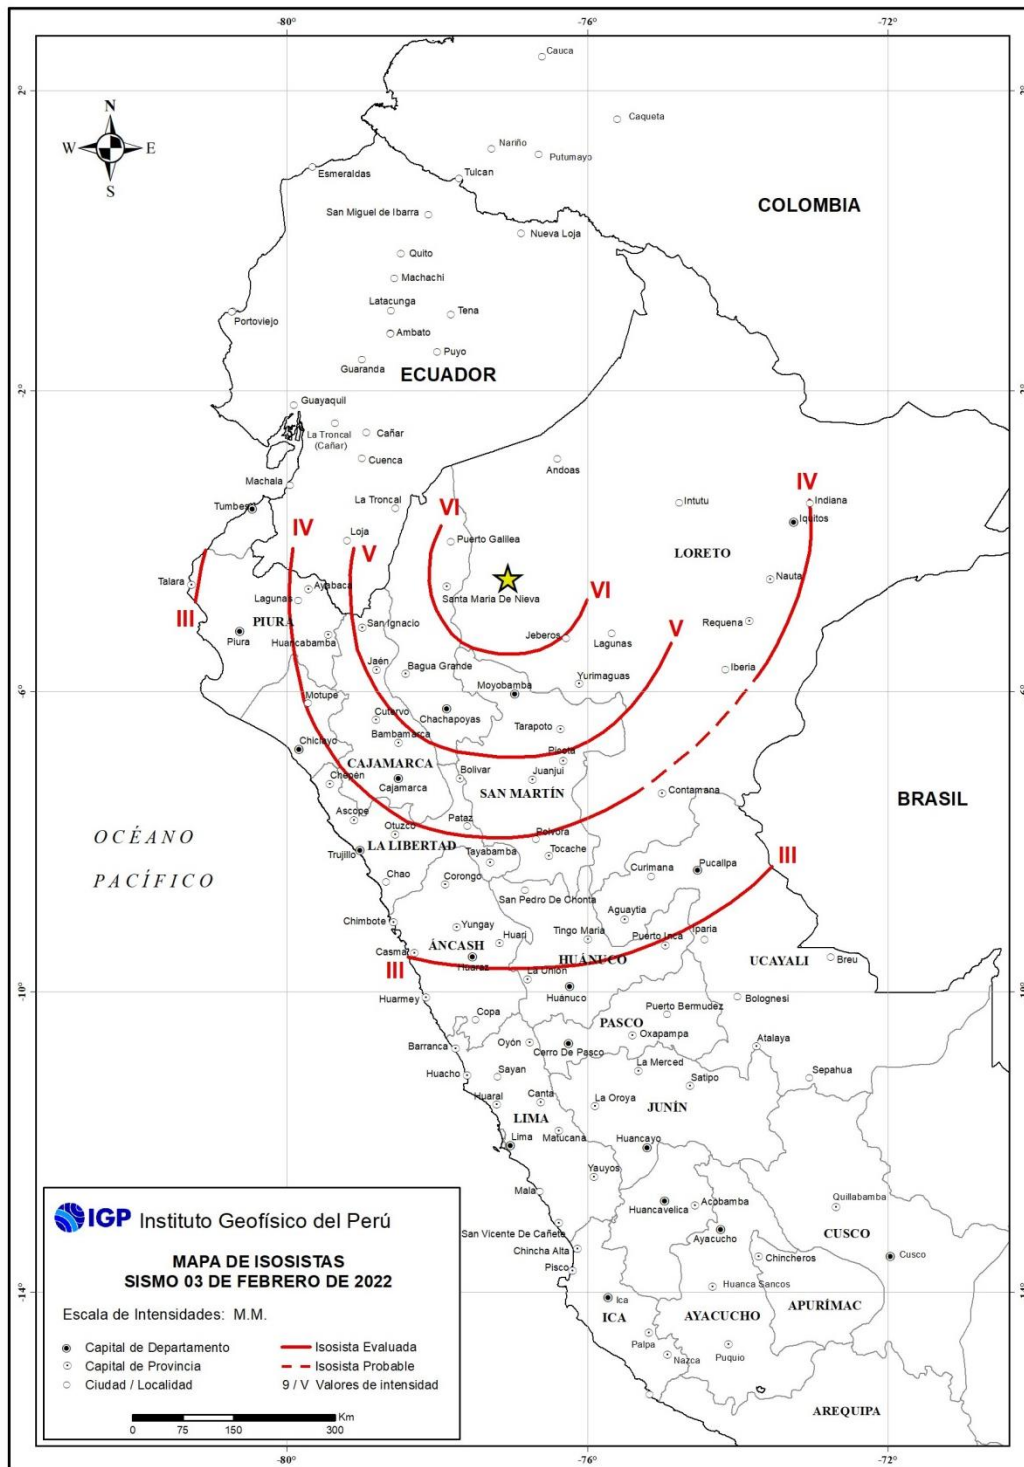 -80°
-76°
-72°
Cauca
2°
2°
Caqueta
N
W
E
S
Nariño
Putumayo
Esmeraldas
Tulcan
COLOMBIA
San Miguel de Ibarra
Nueva Loja
Quito
Machachi
Latacunga
Tena
Portoviejo
Ambato
Puyo
Guaranda
ECUADOR
-2°
Guayaquil
La Troncal
(Cañar)
Cañar
Cuenca
Andoas
Machala
La Troncal
Intutu
IV
Indiana
Tumbes
VI
Iquitos
IV
Loja
V
Puerto Galilea
LORETO
Talara
Ayabaca
Nauta
Lagunas
Santa Maria De Nieva
VI
III
PIURA
San Ignacio
Requena
Piura
Huancabamba
Jeberos
Lagunas
V
Jaén
Bagua Grande
Iberia
Yurimaguas
Moyobamba
-6°
6°
Motupe
Cutervo
Chachapoyas
Tarapoto
Bambamarca
Chiclayo
Picota
CAJAMARCA
Bolivar
Juanjui
Chepén
Cajamarca
SAN MARTÍN
Contamana
BRASIL
Ascope
Pataz
Otuzco
OCÉANO
Polvora
LA LIBERTAD
Trujillo
Tayabamba
Tocache
III
PACÍFICO
Curimana
Pucallpa
Chao
Corongo
San Pedro De Chonta
Chimbote
Aguaytia
Yungay
Tingo Maria
Iparia
Huari
Puerto Inca
ÁNCASH
Casma
Huaraz
HUÁNUCO
UCAYALI
Breu
III
La Union
-10°
10°
Huánuco
Huarmey
Bolognesi
Copa
Puerto Bermudez
PASCO
Barranca
Oyón
Oxapampa
Atalaya
Cerro De Pasco
Huacho
Sayan
La Merced
Sepahua
Satipo
Huaral
Canta
La Oroya
JUNÍN
LIMA
Lima
Matucana
Huancayo
Yauyos
Mala
Huancavelica
Acobamba
Quillabamba
San Vicente De Cañete
Ayacucho
CUSCO
Chincha Alta
Chincheros
Cusco
Pisco
Huanca Sancos
-14°
Ica
ICA
AYACUCHO
APURÍMAC
Palpa
Puquio
Nazca
AREQUIPA
IGP Instituto Geofísico del Perú
MAPA DE ISOSISTAS
SISMO 03 DE FEBRERO DE 2022
Escala de Intensidades: M.M.
Capital de Departamento
Isosista Evaluada
Capital de Provincia
Isosista Probable
Ciudad / Localidad
9 / V Valores de intensidad
Km
0 75 150 300
-80°
-76°
-72°